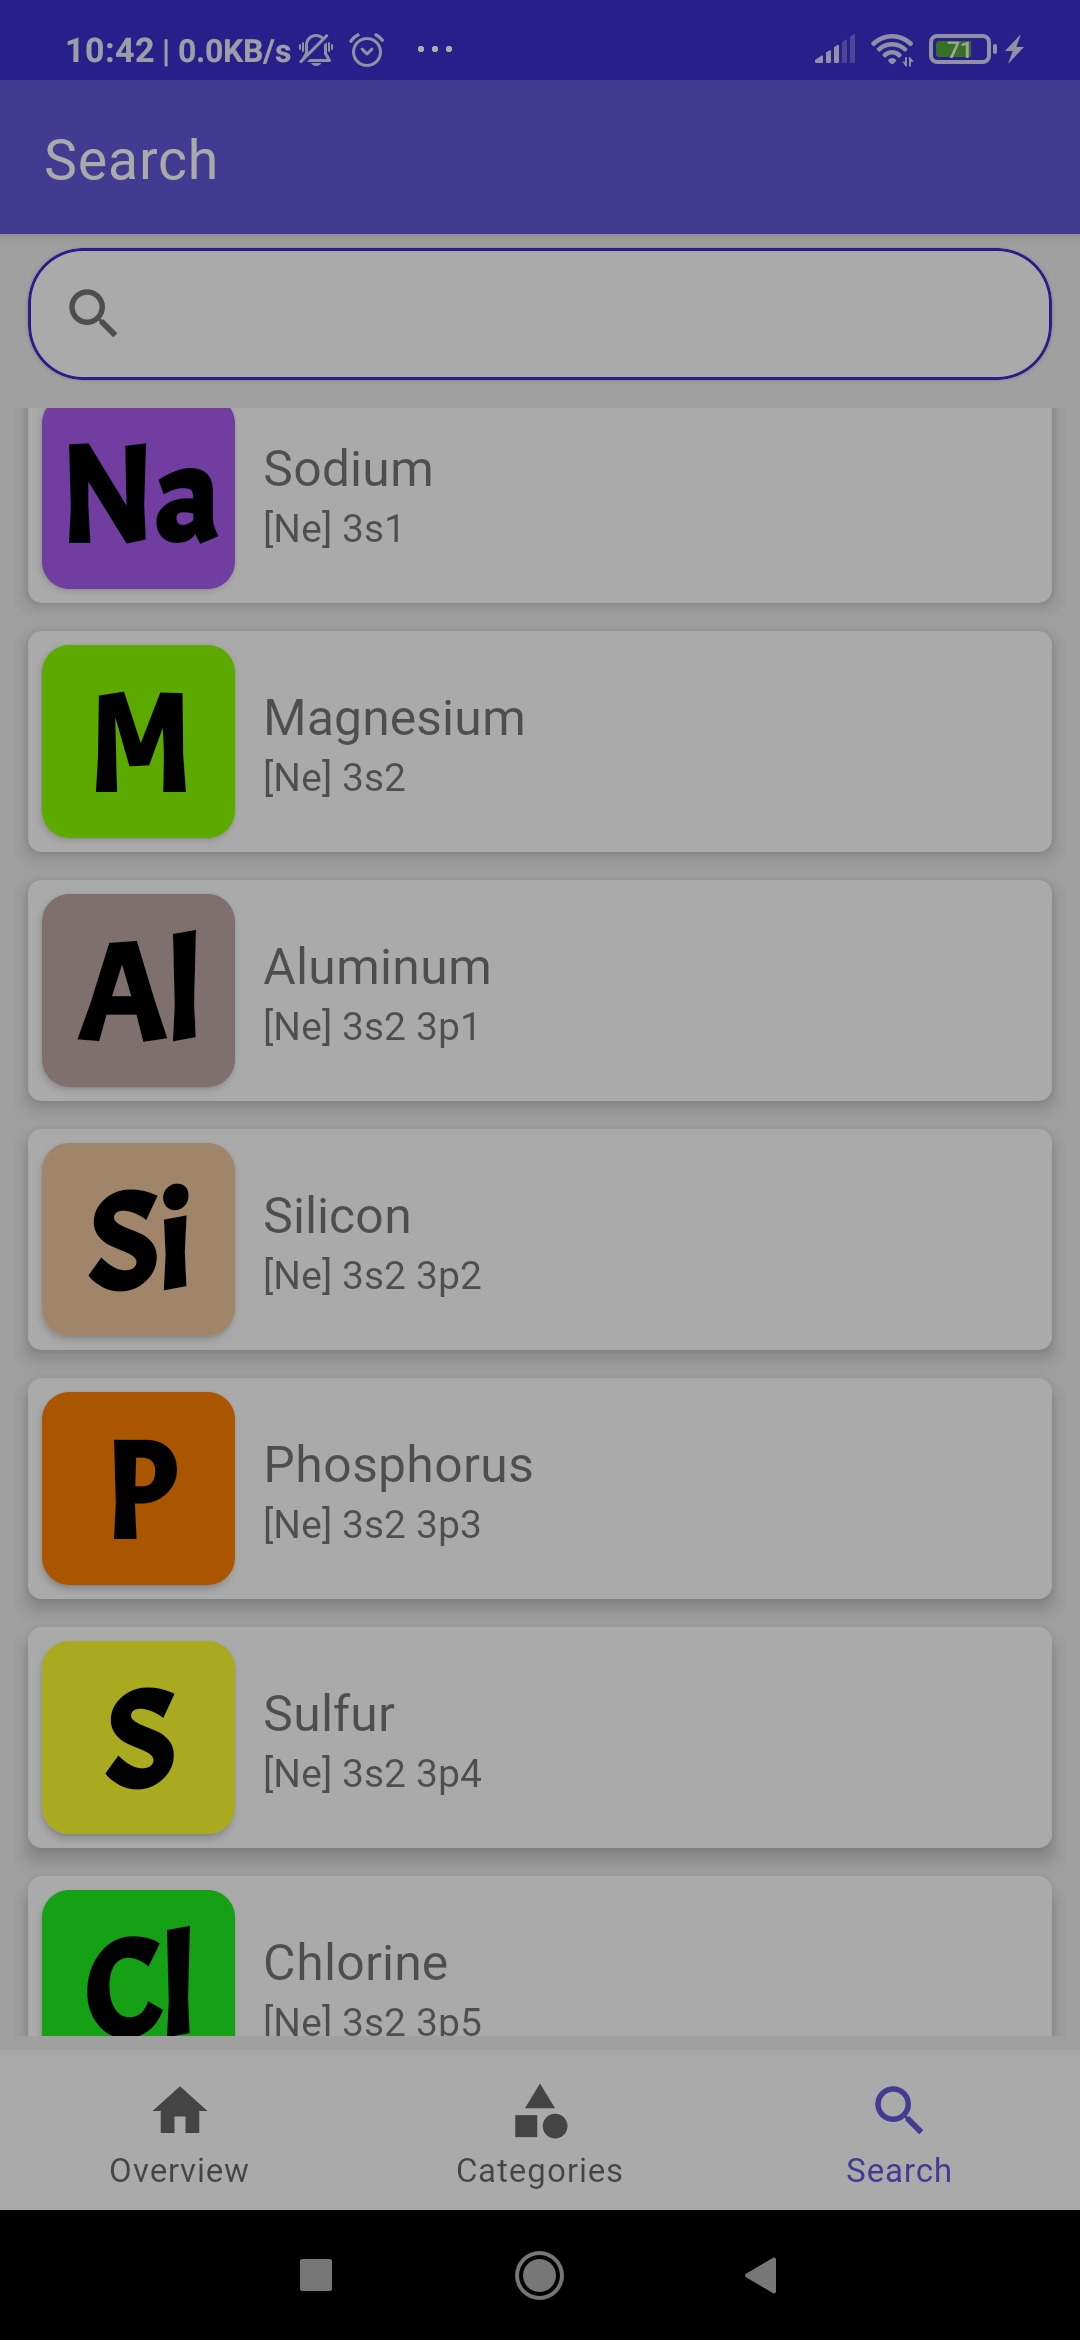 10:42 | 0.0KB/s ... 71
Search
Na
Sodium
[Ne] 3s1
M
Magnesium
[Ne] 3s2
Al
Aluminum
[Ne] 3s2 3p1
Si
Silicon
[Ne] 3s2 3p2
P
Phosphorus
[Ne] 3s2 3p3
S
Sulfur
[Ne] 3s2 3p4
Cl
Chlorine
[Ne] 3s2 3p5
Overview Categories Search